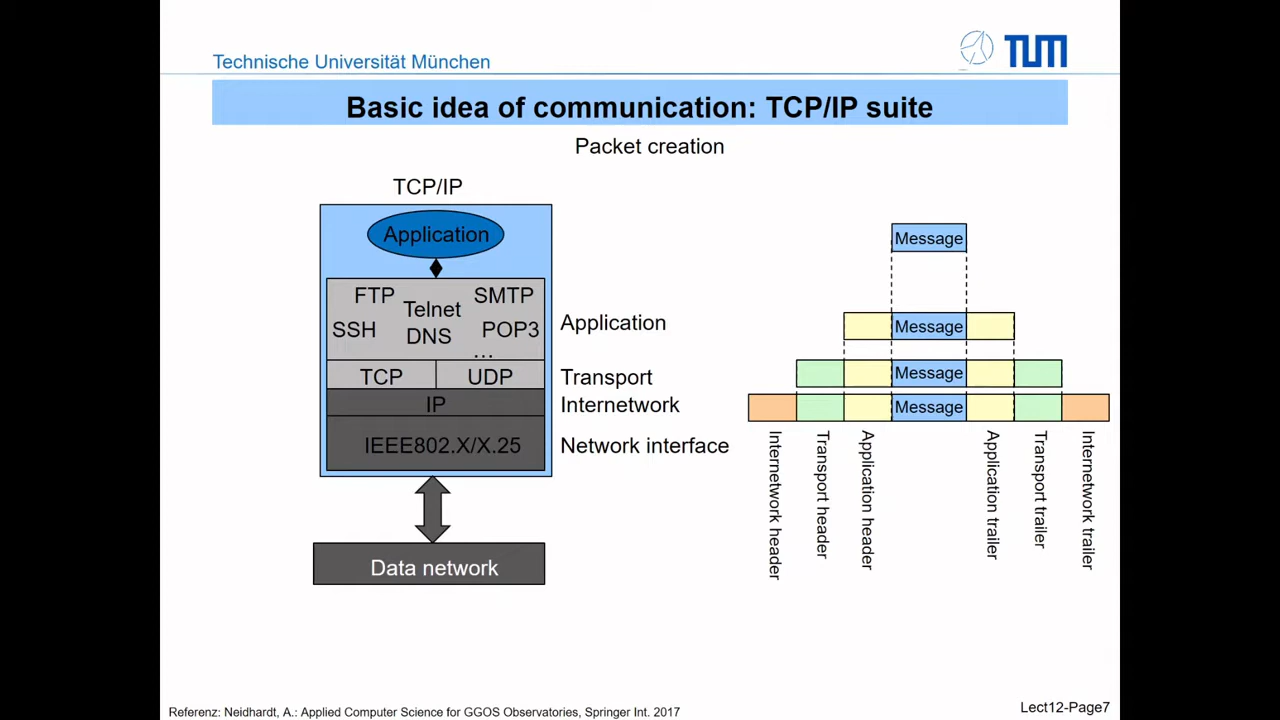 Technische Universität München
TUM
Basic idea of communication: TCP/IP suite
Packet creation
TCP/IP
Application
FTP
Telnet
SMTP
SSH
DNS
POP3
...
Application
TCP
UDP
Transport
IP
Internetwork
IEEE802.X/X.25
Network interface
Data network
Message
Message
Message
Message
Internetwork header
Transport header
Application header
Application trailer
Transport trailer
Internetwork trailer
Referenz: Neidhardt, A.: Applied Computer Science for GGOS Observatories, Springer Int. 2017
Lect12-Page7